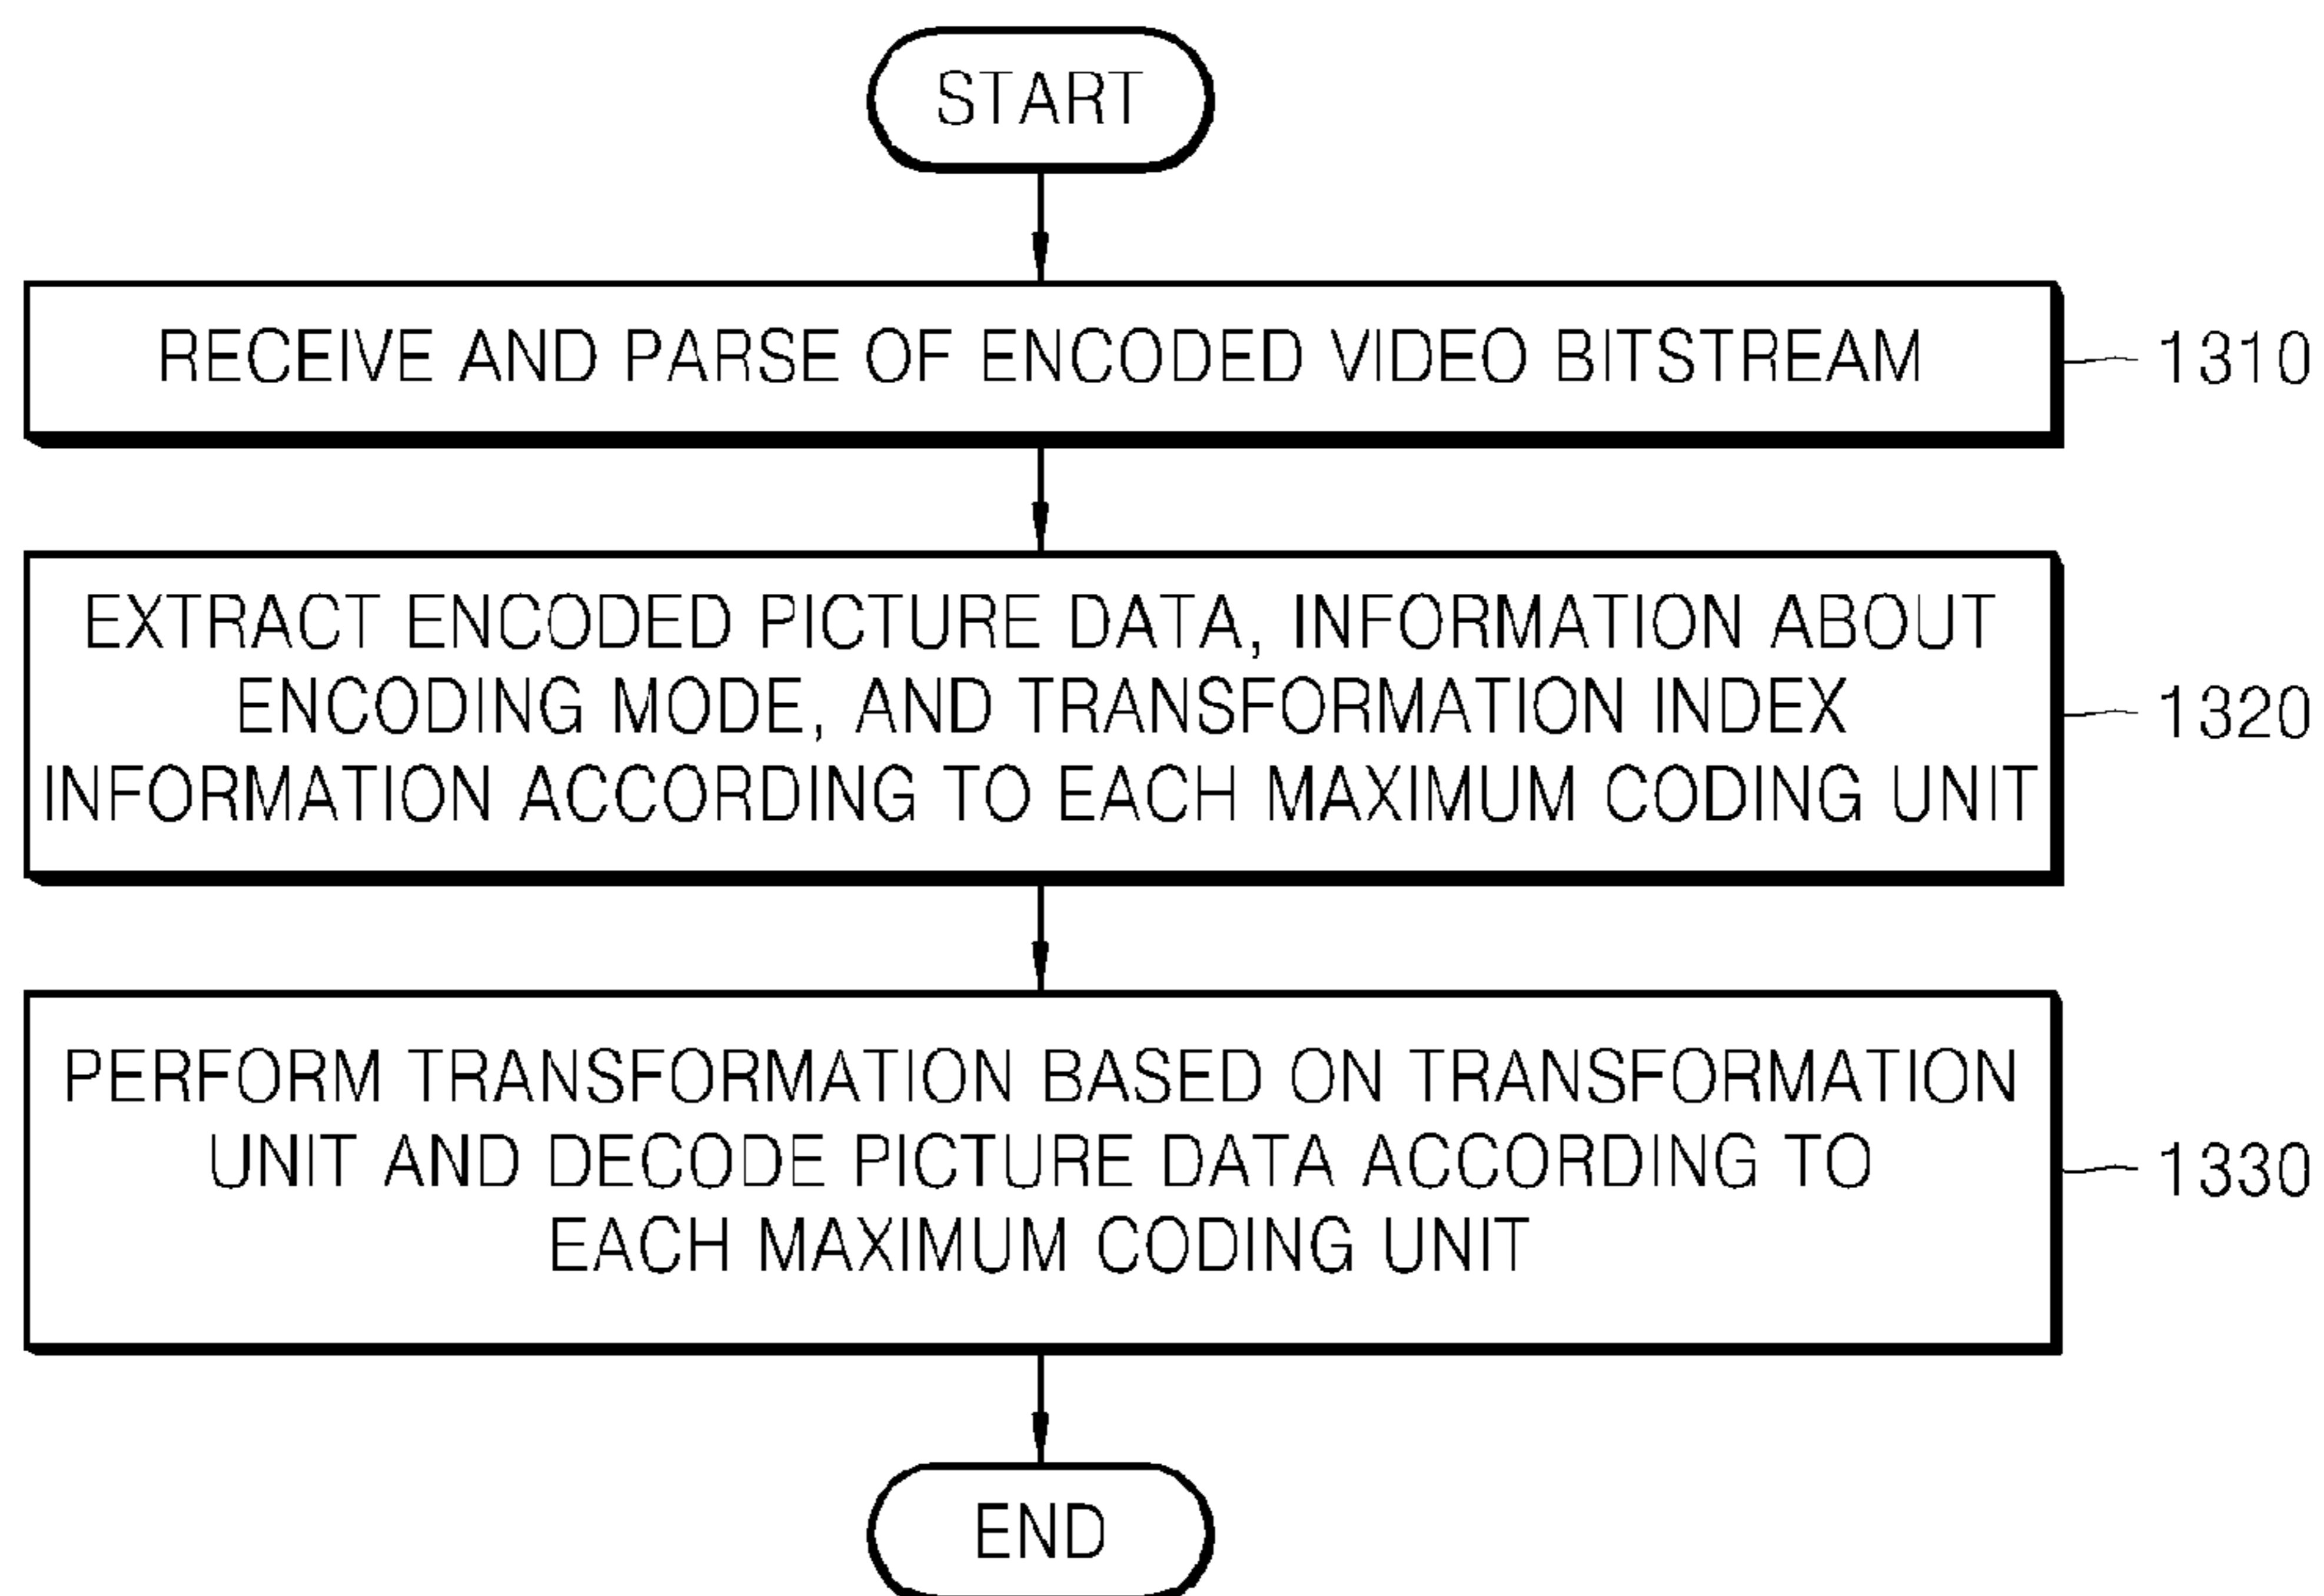 START
RECEIVE AND PARSE OF ENCODED VIDEO BITSTREAM
1310
EXTRACT ENCODED PICTURE DATA, INFORMATION ABOUT
ENCODING MODE, AND TRANSFORMATION INDEX
INFORMATION ACCORDING TO EACH MAXIMUM CODING UNIT
1320
PERFORM TRANSFORMATION BASED ON TRANSFORMATION
UNIT AND DECODE PICTURE DATA ACCORDING TO
EACH MAXIMUM CODING UNIT
1330
END